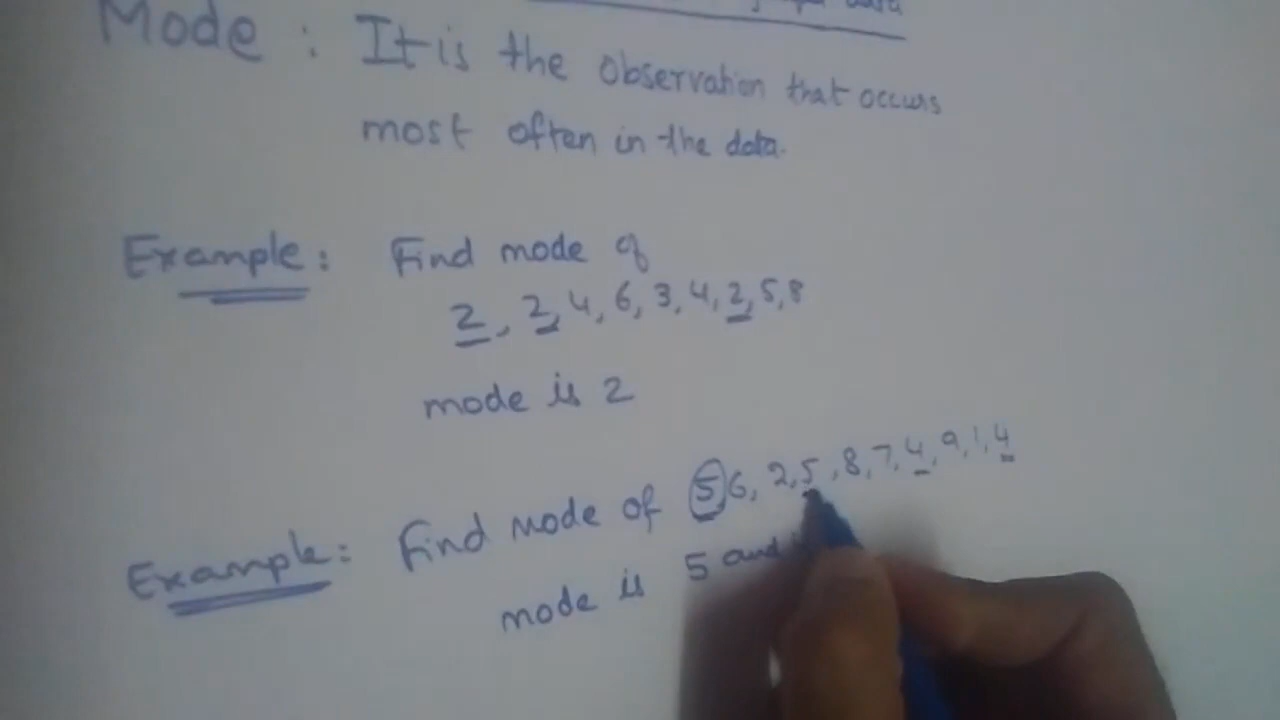 data
Mode : It is the observation that occurs
most often in the data.
Example : Find mode of
2, 2, 4, 6, 3, 4, 2, 5, 8
mode is 2
Example : Find mode of 5, 6, 2, 5, 8, 7, 4, 9, 1, 4
mode is 5 and